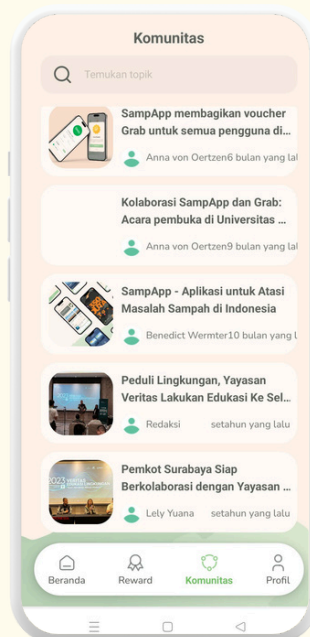 Komunitas
Temukan topik
SampApp membagikan voucher
Grab untuk semua pengguna di...
Anna von Oertzen6 bulan yang lal
Kolaborasi SampApp dan Grab:
Acara pembuka di Universitas ...
Anna von Oertzen9 bulan yang lal
SampApp - Aplikasi untuk Atasi
Masalah Sampah di Indonesia
Benedict Wermter10 bulan yang l
Peduli Lingkungan, Yayasan
Veritas Lakukan Edukasi Ke Sel...
Redaksi setahun yang lalu
2023
Pemkot Surabaya Siap
Berkolaborasi dengan Yayasan ...
Lely Yuana setahun yang lalu
Beranda Reward Komunitas Profil